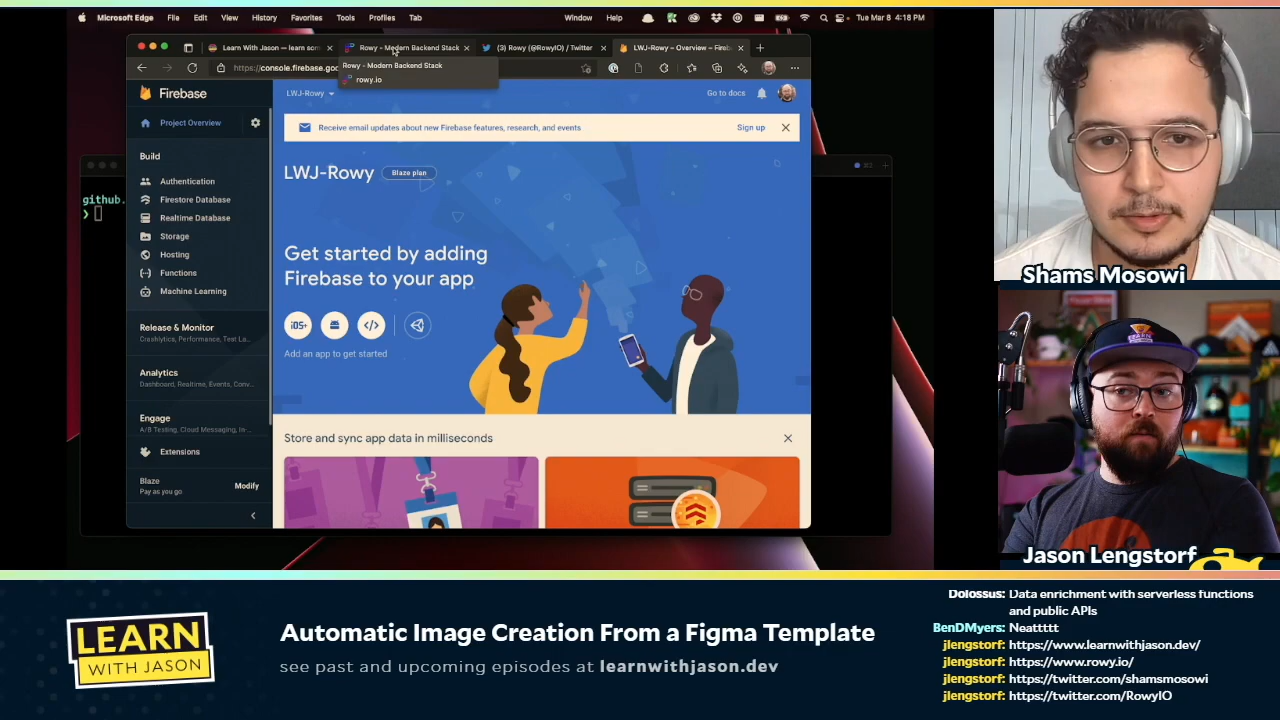 Microsoft Edge File Edit View History Favorites Tools Profiles Tab Window Help Tue Mar 8 4:18 PM
Learn With Jason — learn som
Rowy - Modern Backend Stack
(3) Rowy (@RowyIO) / Twitter
LWJ-Rowy – Overview – Fireb
https://console.firebase.goo
Rowy - Modern Backend Stack
rowy.io
Firebase
LWJ-Rowy
Go to docs
Project Overview
Receive email updates about new Firebase features, research, and events
Sign up
Build
Authentication
Firestore Database
Realtime Database
Storage
Hosting
Functions
Machine Learning
Release & Monitor
Crashlytics, Performance, Test La...
Analytics
Dashboard, Realtime, Events, Conv...
Engage
A/B Testing, Cloud Messaging, In-...
Extensions
Blaze
Pay as you go
Modify
LWJ-Rowy
Blaze plan
Get started by adding
Firebase to your app
iOS+
Add an app to get started
Store and sync app data in milliseconds
github.
Shams Mosowi
Jason Lengstorf
LEARN
WITH JASON
Automatic Image Creation From a Figma Template
see past and upcoming episodes at learnwithjason.dev
Dolossus: Data enrichment with serverless functions
and public APIs
BenDMyers: Neattttt
jlengstorf: https://www.learnwithjason.dev/
jlengstorf: https://www.rowy.io/
jlengstorf: https://twitter.com/shamsmosowi
jlengstorf: https://twitter.com/RowyIO